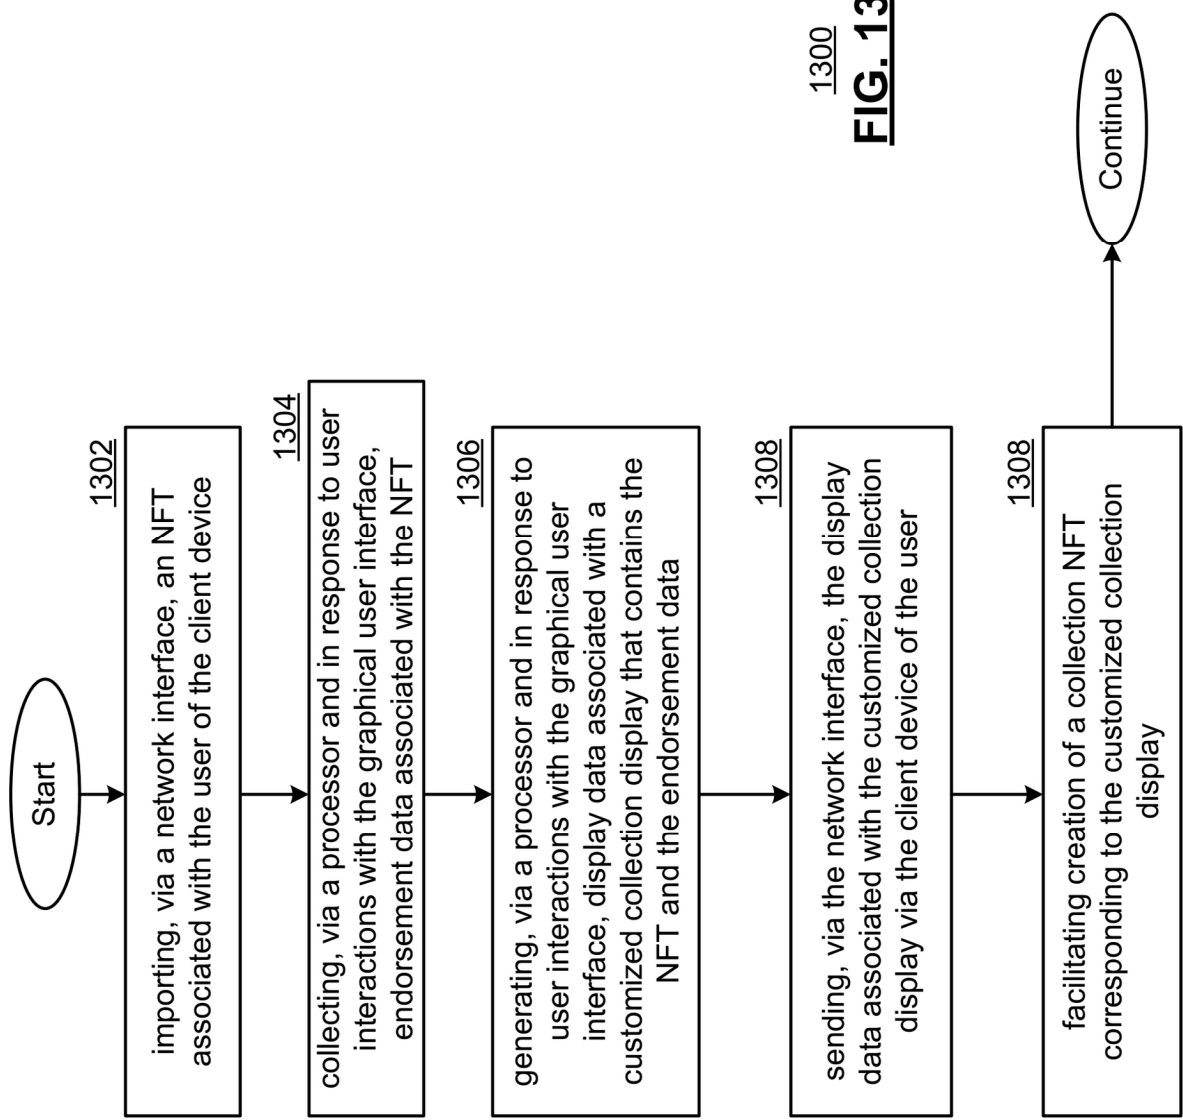 Start
1302
importing, via a network interface, an NFT
associated with the user of the client device
1304
collecting, via a processor and in response to user
interactions with the graphical user interface,
endorsement data associated with the NFT
1306
generating, via a processor and in response to
user interactions with the graphical user
interface, display data associated with a
customized collection display that contains the
NFT and the endorsement data
1308
sending, via the network interface, the display
data associated with the customized collection
display via the client device of the user
1308
facilitating creation of a collection NFT
corresponding to the customized collection
display
Continue
1300
FIG. 13